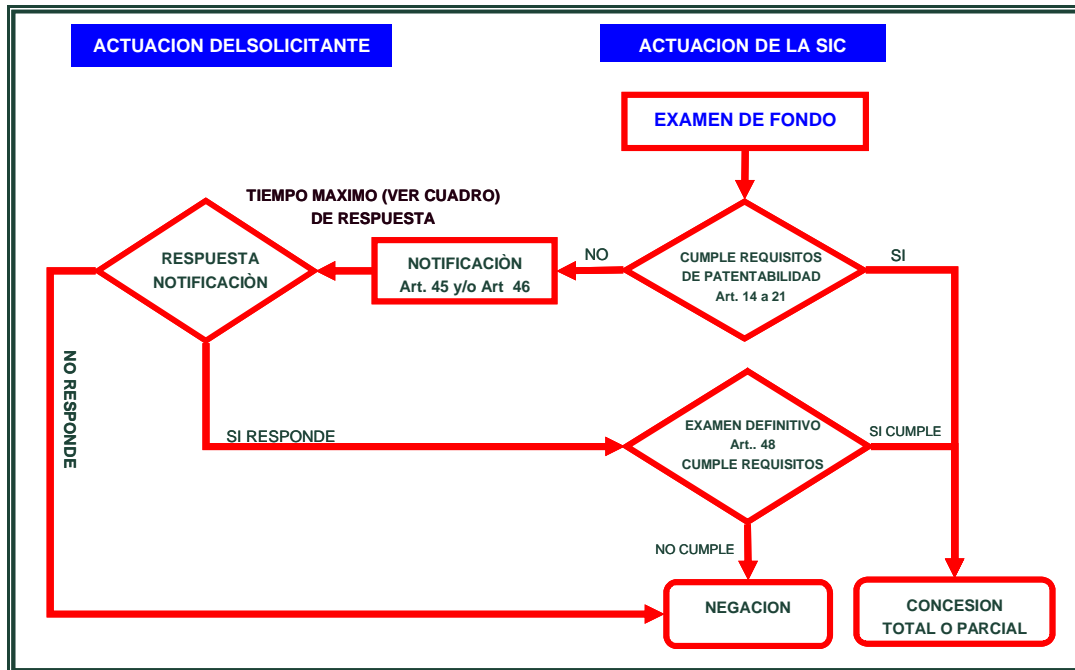 ACTUACION DELSOLICITANTE
ACTUACION DE LA SIC
EXAMEN DE FONDO
TIEMPO MAXIMO (VER CUADRO)
DE RESPUESTA
RESPUESTA
NOTIFICACIÒN
NOTIFICACIÒN
Art. 45 y/o Art 46
NO
CUMPLE REQUISITOS
DE PATENTABILIDAD
Art. 14 a 21
SI
NO RESPONDE
SI RESPONDE
EXAMEN DEFINITIVO
Art.. 48
CUMPLE REQUISITOS
SI CUMPLE
NO CUMPLE
NEGACION
CONCESION
TOTAL O PARCIAL